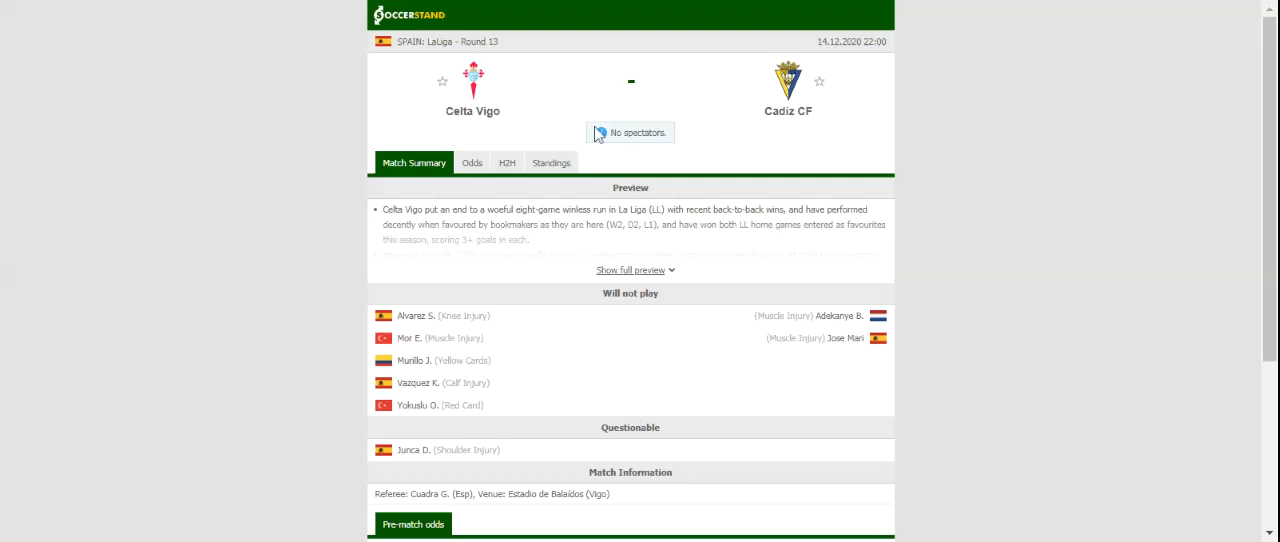 SOCCERSTAND
SPAIN: LaLiga - Round 13
14.12.2020 22:00
-
Celta Vigo
Cadiz CF
No spectators.
Match Summary
Odds
H2H
Standings
Preview
• Celta Vigo put an end to a woeful eight-game winless run in La Liga (LL) with recent back-to-back wins, and have performed
decently when favoured by bookmakers as they are here (W2, D2, L1), and have won both LL home games entered as favourites
this season, scoring 3+ goals in each.
Show full preview
Will not play
Alvarez S. (Knee Injury)
(Muscle Injury) Adekanye B.
Mor E. (Muscle Injury)
(Muscle Injury) Jose Mari
Murillo J. (Yellow Cards)
Vazquez K. (Calf Injury)
Yokuslu O. (Red Card)
Questionable
Junca D. (Shoulder Injury)
Match Information
Referee: Cuadra G. (Esp), Venue: Estadio de Balaídos (Vigo)
Pre-match odds